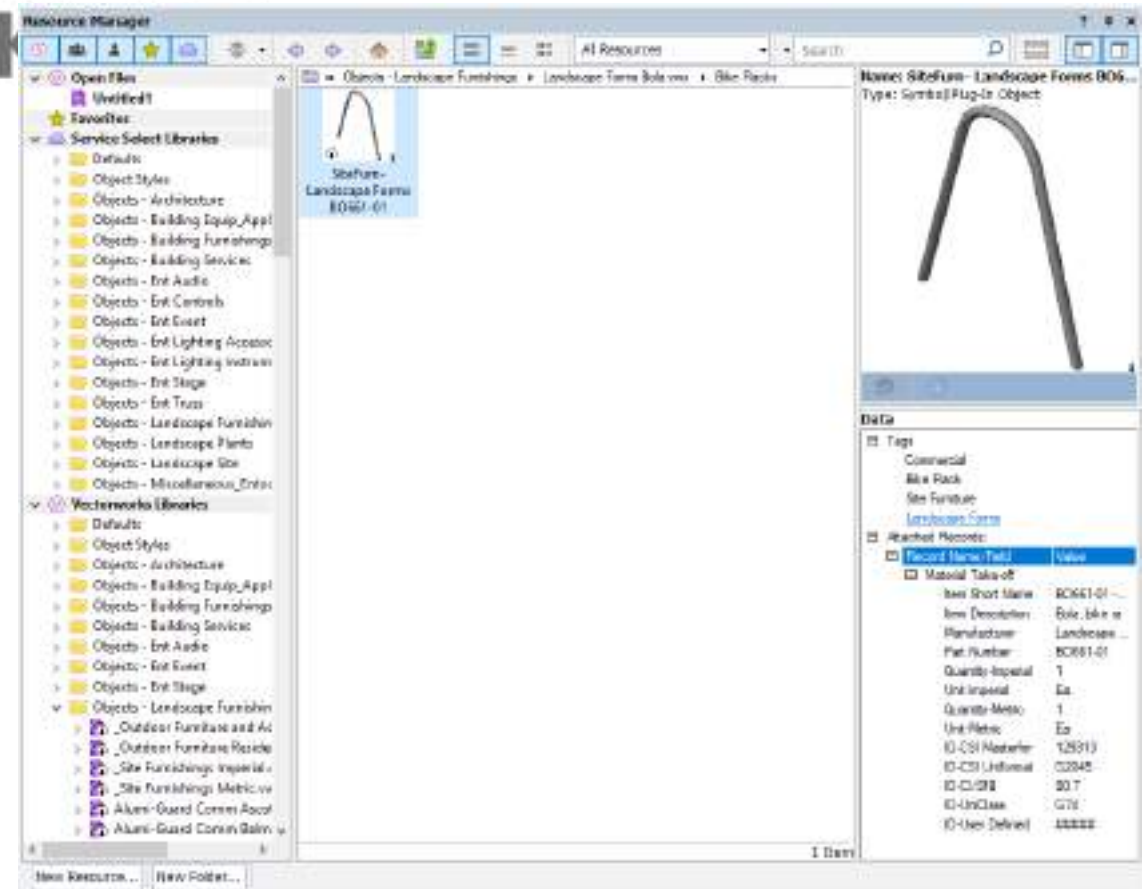 Resource Manager
All Resources
Search
Open Files
Untitled1
Favorites
Service Select Libraries
Defaults
Object Styles
Objects - Architecture
Objects - Building Equip_Appl
Objects - Building Furnishings
Objects - Building Services
Objects - Ent Audio
Objects - Ent Controls
Objects - Ent Event
Objects - Ent Lighting Accessor
Objects - Ent Lighting Instrum
Objects - Ent Stage
Objects - Ent Truss
Objects - Landscape Furnishin
Objects - Landscape Plants
Objects - Landscape Site
Objects - Miscellaneous_Entou
Vectorworks Libraries
Defaults
Object Styles
Objects - Architecture
Objects - Building Equip_Appl
Objects - Building Furnishings
Objects - Building Services
Objects - Ent Audio
Objects - Ent Event
Objects - Ent Stage
Objects - Landscape Furnishin
_Outdoor Furniture and Ac
_Outdoor Furniture Reside
_Site Furnishings Imperial.
_Site Furnishings Metric.vw
Alumi-Guard Comm Ascot
Alumi-Guard Comm Balm
New Resource... New Folder...
Objects - Landscape Furnishings Landscape Forms Bola.vwx Bike Racks
SiteFurn-
Landscape Forms
BO661-01
1 Item
Name: SiteFurn- Landscape Forms BO6...
Type: Symbol|Plug-In Object
Data
Tags
Commercial
Bike Rack
Site Furniture
Landscape Forms
Attached Records:
Record Name/Field Value
Material Take-off
Item Short Name BO661-01 -...
Item Description Bola, bike ra
Manufacturer Landscape ...
Part Number BO661-01
Quantity-Imperial 1
Unit Imperial Ea
Quantity-Metric 1
Unit Metric Ea
ID-CSI Masterfor 129313
ID-CSI Uniformat G2045
ID-CI/SfB 90.7
ID-UniClass
ID-User Defined #####